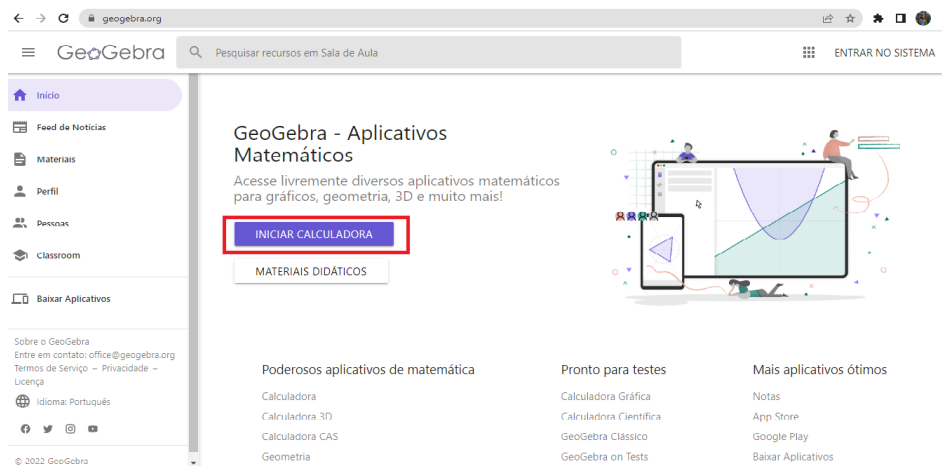 geogebra.org
GeoGebra
Pesquisar recursos em Sala de Aula
ENTRAR NO SISTEMA
Início
Feed de Notícias
Materiais
Perfil
Pessoas
Classroom
Baixar Aplicativos
Sobre o GeoGebra
Entre em contato: office@geogebra.org
Termos de Serviço – Privacidade –
Licença
Idioma: Português
© 2022 GeoGebra
GeoGebra - Aplicativos
Matemáticos
Acesse livremente diversos aplicativos matemáticos
para gráficos, geometria, 3D e muito mais!
INICIAR CALCULADORA
MATERIAIS DIDÁTICOS
Poderosos aplicativos de matemática
Calculadora
Calculadora 3D
Calculadora CAS
Geometria
Pronto para testes
Calculadora Gráfica
Calculadora Científica
GeoGebra Clássico
GeoGebra on Tests
Mais aplicativos ótimos
Notas
App Store
Google Play
Baixar Aplicativos